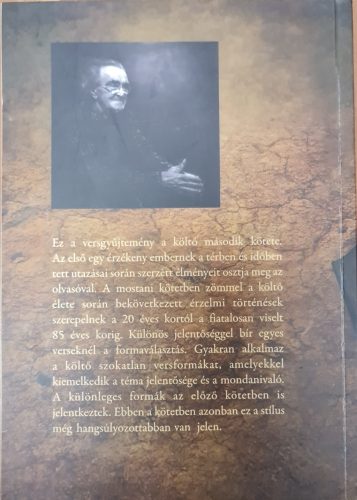 Ez a versgyűjtemény a költő második kötete.
Az első egy érzékeny embernek a térben és időben
tett utazásai során szerzett élményeit osztja meg az
olvasóval. A mostani kötetben zömmel a költő
élete során bekövetkezett érzelmi történések
szerepelnek a 20 éves kortól a fiatalosan viselt
85 éves korig. Különös jelentőséggel bír egyes
verseknél a formaválasztás. Gyakran alkalmaz
a költő szokatlan versformákat, amelyekkel
kiemelkedik a téma jelentősége és a mondanivaló.
A különleges formák az előző kötetben is
jelentkeztek. Ebben a kötetben azonban ez a stílus
még hangsúlyozottabban van jelen.